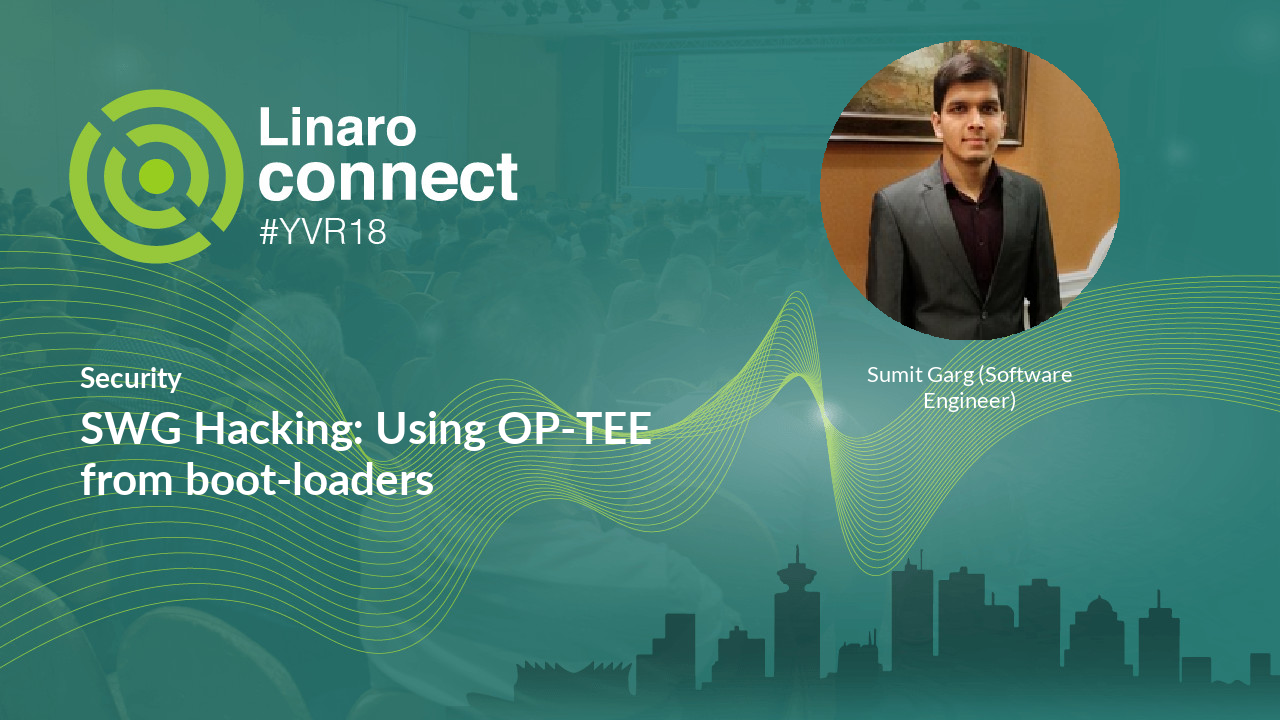 Linaro
connect
#YVR18
Security
SWG Hacking: Using OP-TEE
from boot-loaders
Sumit Garg (Software
Engineer)